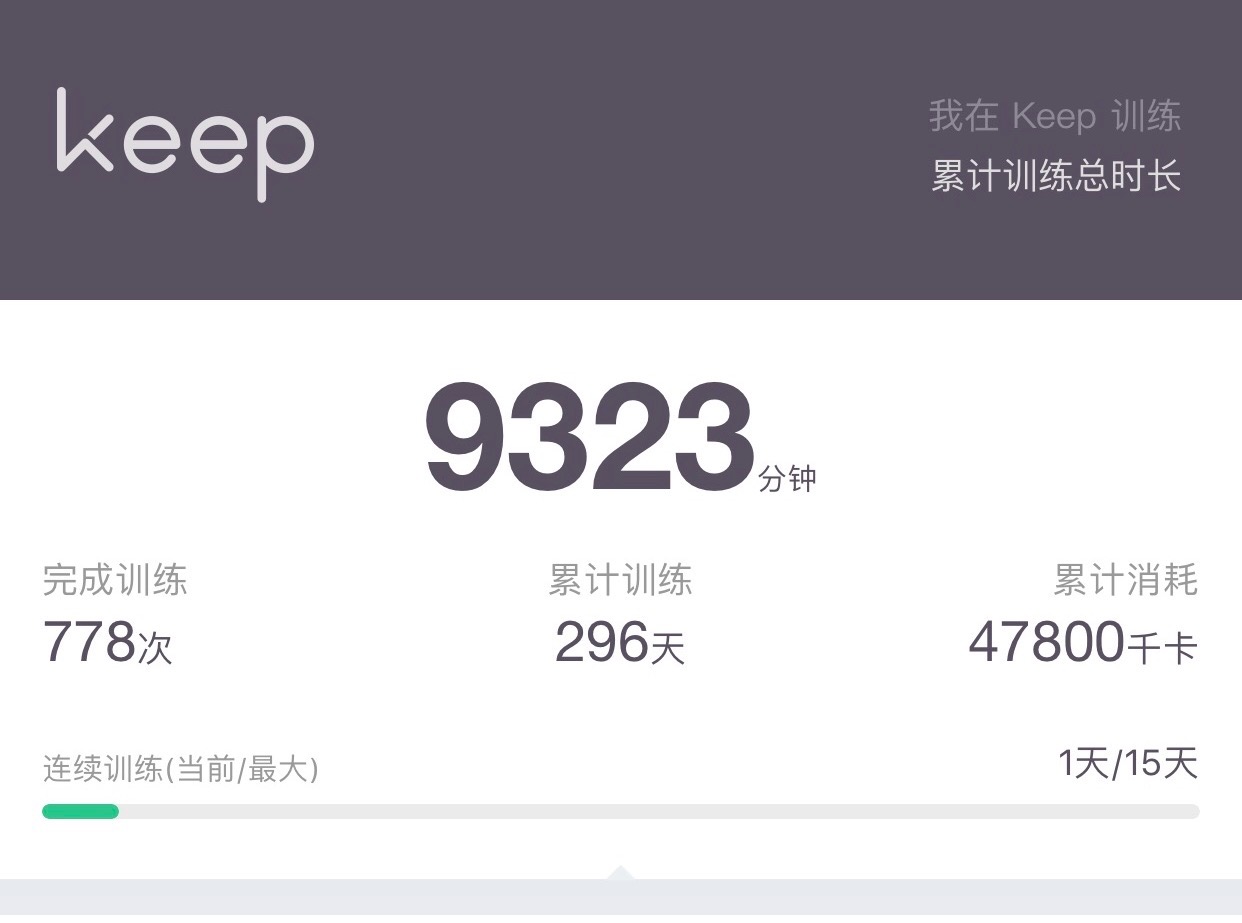 keep
我在 Keep 训练
累计训练总时长
9323分钟
完成训练 累计训练 累计消耗
778次 296天 47800千卡
连续训练(当前/最大) 1天/15天